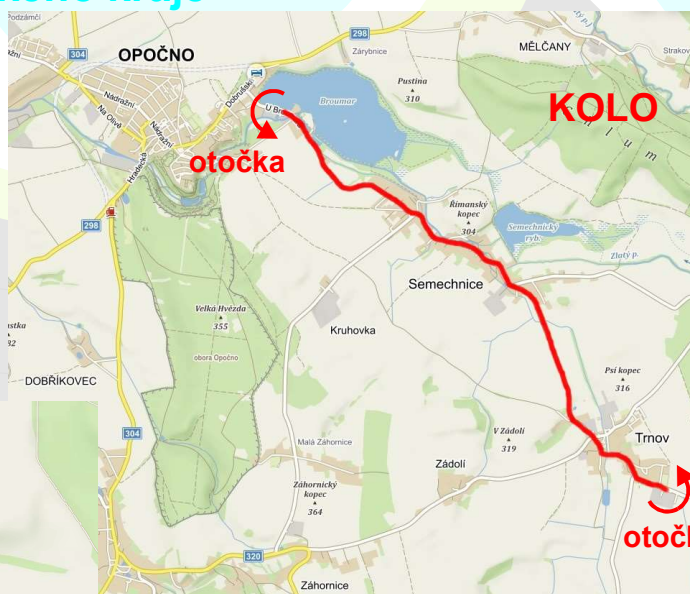 298
304
OPOČNO
MĚLČANY
Zárybnice
Pustina
310
Broumar
KOLO
Nádražní
Na Olivě
Nádražní
Hradecká
otočka
298
Římanský
kopec
304
Semechnický
ryb.
Zlatý p.
Semechnice
Velká Hvězda
355
obora Opočno
Kruhovka
DOBŘÍKOVEC
Psí kopec
316
304
V Zádolí
319
Trnov
Malá Záhornice
Zádolí
Záhornický
kopec
364
320
Záhornice